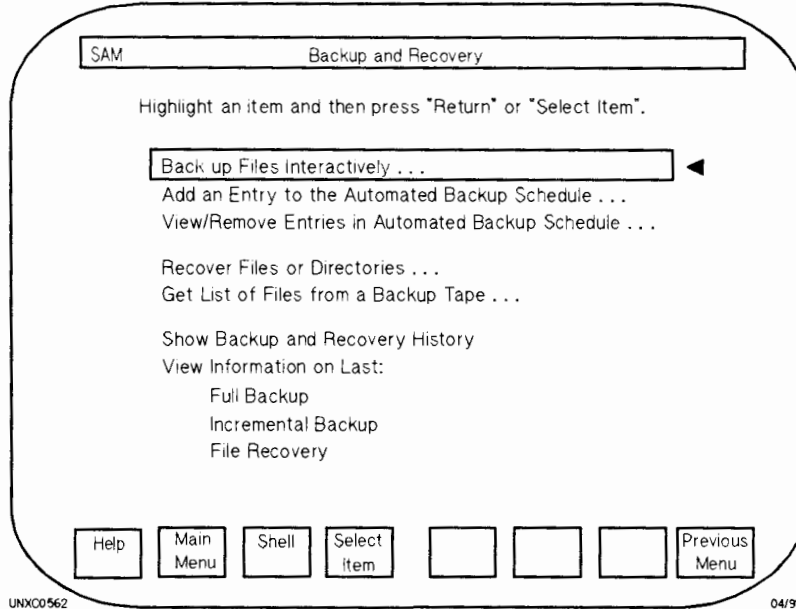 SAM Backup and Recovery
Highlight an item and then press "Return" or "Select Item".
Back up Files Interactively ...
Add an Entry to the Automated Backup Schedule ...
View/Remove Entries in Automated Backup Schedule ...
Recover Files or Directories ...
Get List of Files from a Backup Tape ...
Show Backup and Recovery History
View Information on Last:
Full Backup
Incremental Backup
File Recovery
Help Main Menu Shell Select Item Previous Menu
UNXC0562